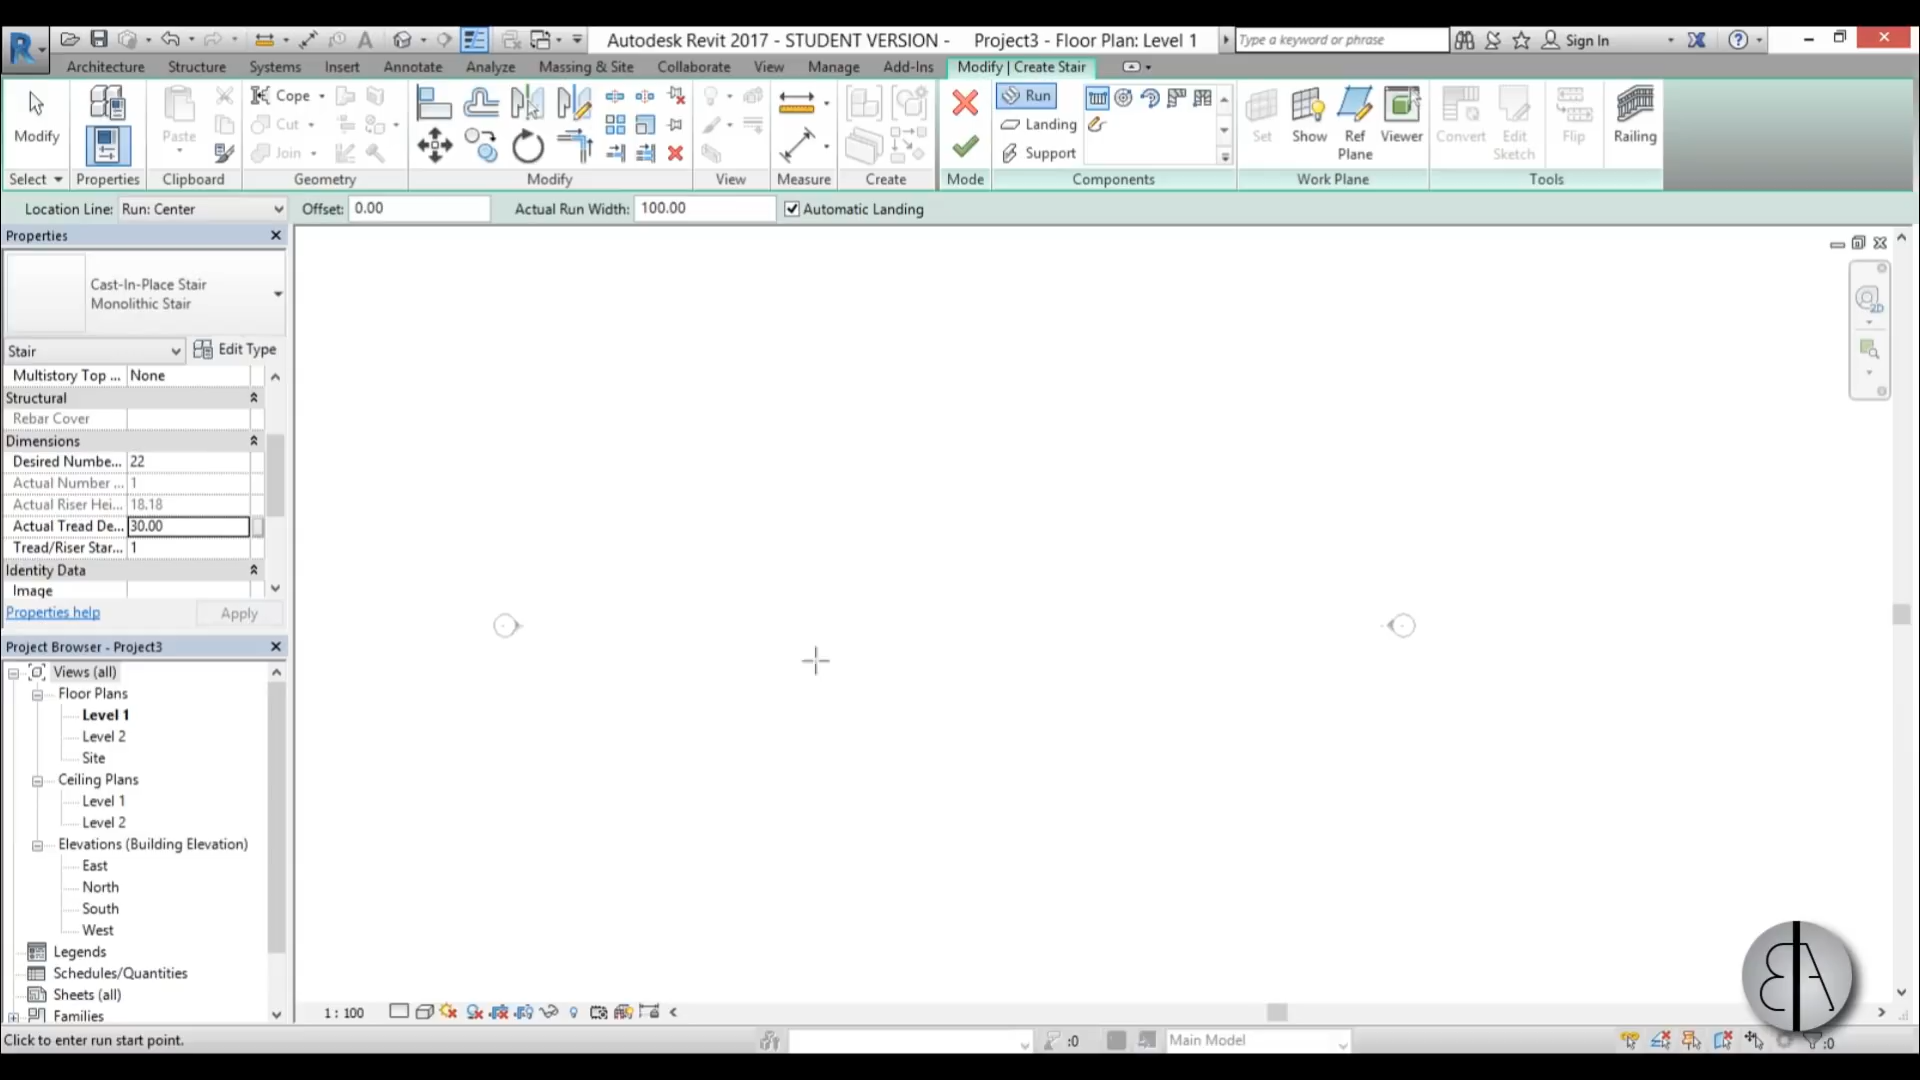 Autodesk Revit 2017 - STUDENT VERSION - Project3 - Floor Plan: Level 1
Type a keyword or phrase
Sign In
Architecture Structure Systems Insert Annotate Analyze Massing & Site Collaborate View Manage Add-Ins Modify | Create Stair
Modify
Paste
Cope
Cut
Join
Run
Landing
Support
Set Show Ref Plane Viewer Convert Edit Sketch Flip Railing
Select Properties Clipboard Geometry Modify View Measure Create Mode Components Work Plane Tools
Location Line: Run: Center Offset: 0.00 Actual Run Width: 100.00 Automatic Landing
Properties
Cast-In-Place Stair
Monolithic Stair
Stair Edit Type
Multistory Top ... None
Structural
Rebar Cover
Dimensions
Desired Numbe... 22
Actual Number ... 1
Actual Riser Hei... 18.18
Actual Tread De... 30.00
Tread/Riser Star... 1
Identity Data
Image
Properties help Apply
Project Browser - Project3
Views (all)
Floor Plans
Level 1
Level 2
Site
Ceiling Plans
Level 1
Level 2
Elevations (Building Elevation)
East
North
South
West
Legends
Schedules/Quantities
Sheets (all)
Families
2D
1 : 100
Click to enter run start point.
:0
Main Model
:0